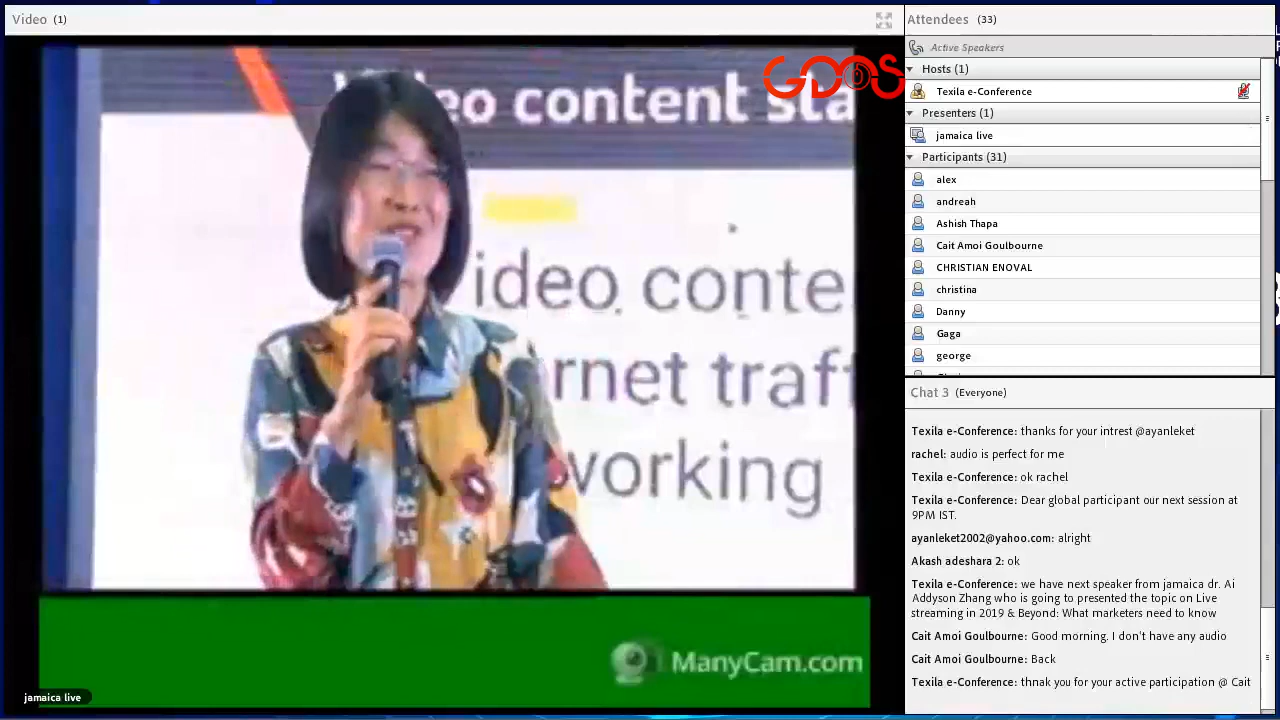 Video (1)
eo content sta
GDOOS
ideo conte
rnet traf
working
ManyCam.com
jamaica live
Attendees (33)
Active Speakers
Hosts (1)
Texila e-Conference
Presenters (1)
jamaica live
Participants (31)
alex
andreah
Ashish Thapa
Cait Amoi Goulbourne
CHRISTIAN ENOVAL
christina
Danny
Gaga
george
Chat 3 (Everyone)
Texila e-Conference: thanks for your intrest @ayanleket
rachel: audio is perfect for me
Texila e-Conference: ok rachel
Texila e-Conference: Dear global participant our next session at
9PM IST.
ayanleket2002@yahoo.com: alright
Akash adeshara 2: ok
Texila e-Conference: we have next speaker from jamaica dr. Ai
Addyson Zhang who is going to presented the topic on Live
streaming in 2019 & Beyond: What marketers need to know
Cait Amoi Goulbourne: Good morning. I don't have any audio
Cait Amoi Goulbourne: Back
Texila e-Conference: thnak you for your active participation @ Cait